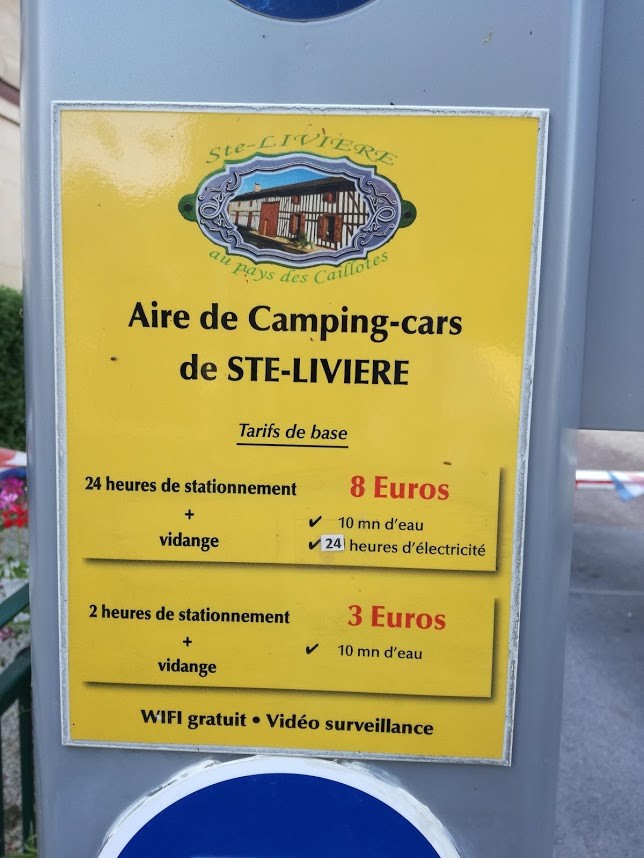 Ste-LIVIERE
au pays des Caillotes
Aire de Camping-cars
de STE-LIVIERE
Tarifs de base
24 heures de stationnement
+
vidange
8 Euros
✔ 10 mn d'eau
✔ 24 heures d'électricité
2 heures de stationnement
+
vidange
3 Euros
✔ 10 mn d'eau
WIFI gratuit • Vidéo surveillance